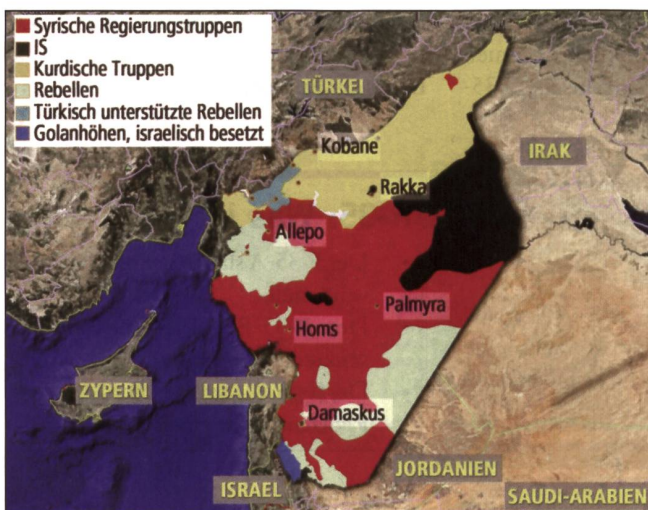 Syrische Regierungstruppen
IS
Kurdische Truppen
Rebellen
Türkisch unterstützte Rebellen
Golanhöhen, israelisch besetzt
TÜRKEI
Kobane
IRAK
Rakka
Allepo
Palmyra
Homs
ZYPERN
LIBANON
Damaskus
JORDANIEN
ISRAEL
SAUDI-ARABIEN